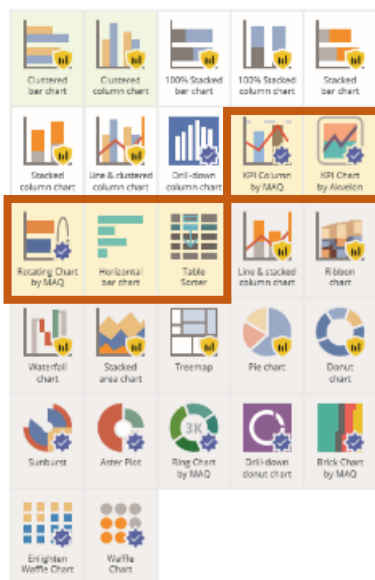 Clustered
bar chart
Clustered
column chart
100% Stacked
bar chart
100% Stacked
column chart
Stacked
bar chart
Stacked
column chart
Line & clustered
column chart
Drill-down
column chart
KPI Column
by MAQ
KPI Chart
by Akvelon
Rotating Chart
by MAQ
Horizontal
bar chart
Table
Sorter
Line & stacked
column chart
Ribbon
chart
Waterfall
chart
Stacked
area chart
Treemap
Pie chart
Donut
chart
3K
Sunburst
Aster Plot
Ring Chart
by MAQ
Drill-down
donut chart
Brick Chart
by MAQ
Enlighten
Waffle Chart
Waffle
Chart